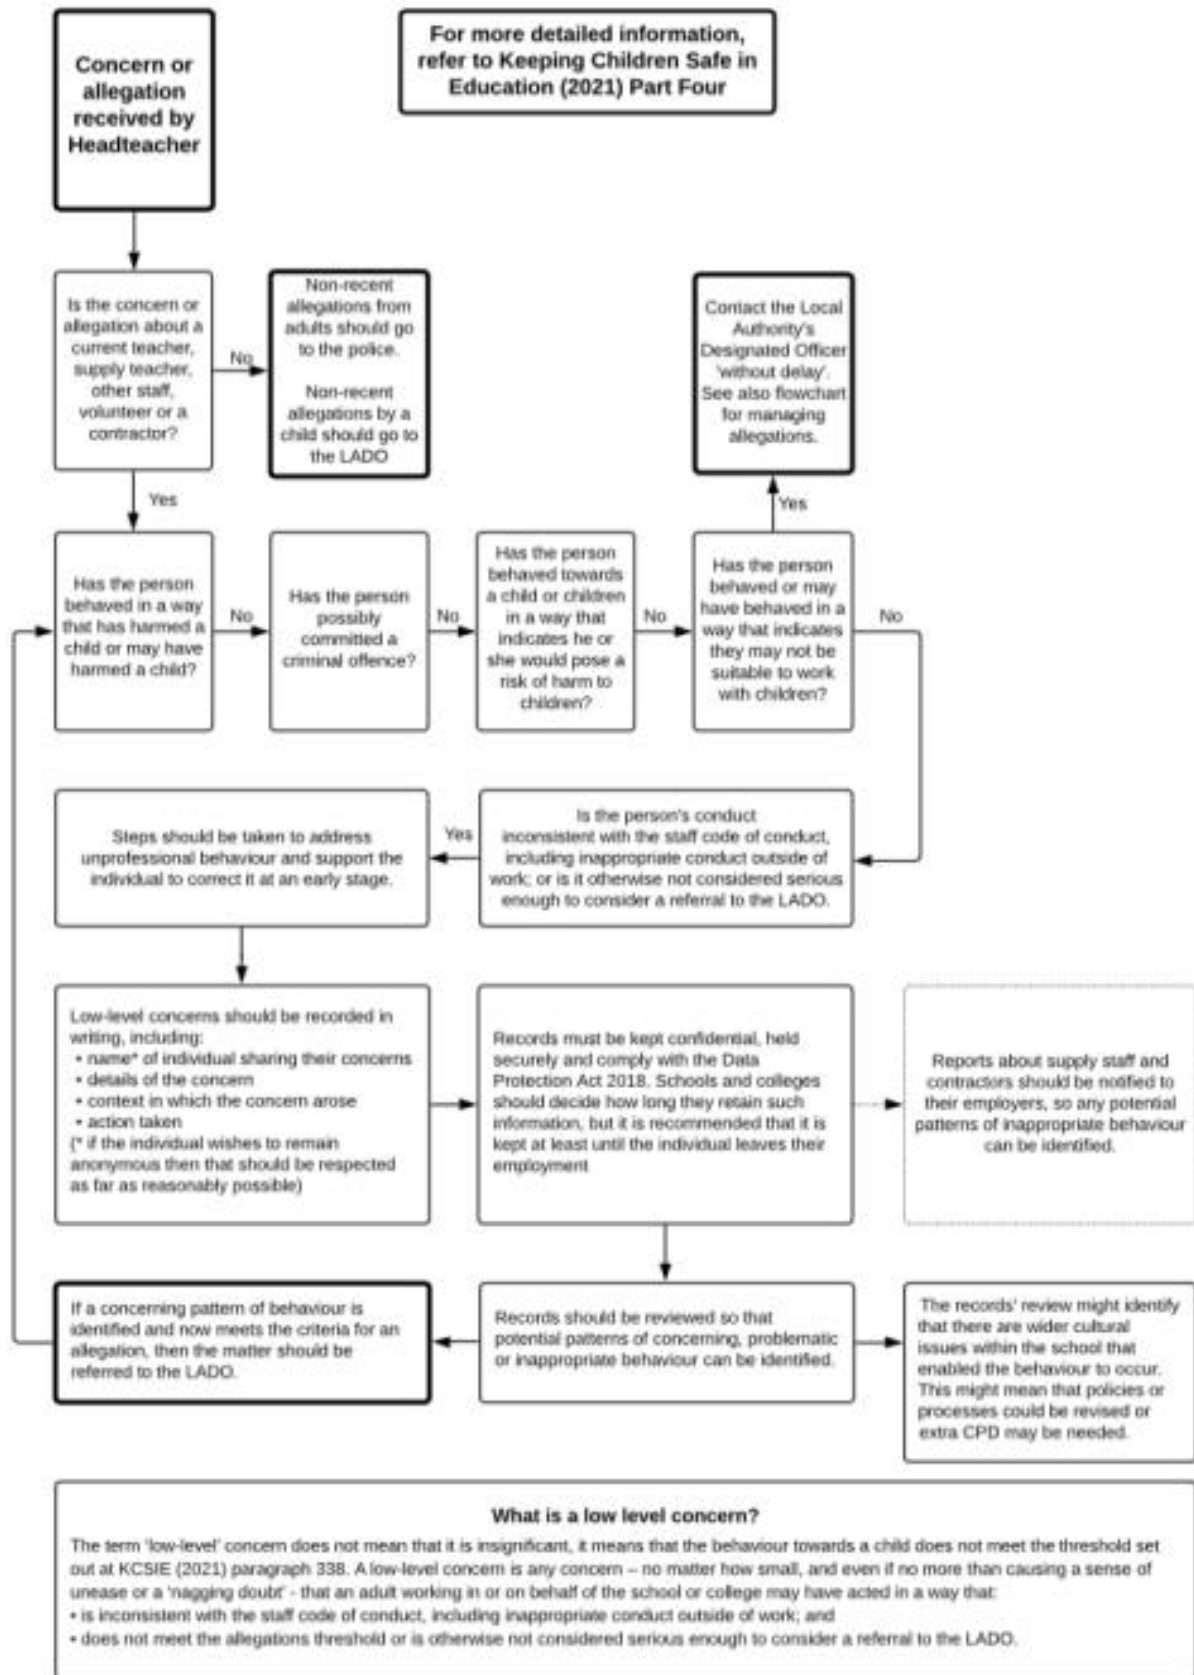 Concern or
allegation
received by
Headteacher
For more detailed information,
refer to Keeping Children Safe in
Education (2021) Part Four
Is the concern or
allegation about a
current teacher,
supply teacher,
other staff,
volunteer or a
contractor?
No
Non-recent
allegations from
adults should go
to the police.
Non-recent
allegations by a
child should go to
the LADO
Contact the Local
Authority's
Designated Officer
'without delay'.
See also flowchart
for managing
allegations.
Yes
Yes
Has the person
behaved in a way
that has harmed a
child or may have
harmed a child?
No
Has the person
possibly
committed a
criminal offence?
No
Has the person
behaved towards
a child or children
in a way that
indicates he or
she would pose a
risk of harm to
children?
No
Has the person
behaved or may
have behaved in a
way that indicates
they may not be
suitable to work
with children?
No
Steps should be taken to address
unprofessional behaviour and support the
individual to correct it at an early stage.
Yes
Is the person's conduct
inconsistent with the staff code of conduct,
including inappropriate conduct outside of
work; or is it otherwise not considered serious
enough to consider a referral to the LADO.
Low-level concerns should be recorded in
writing, including:
• name* of individual sharing their concerns
• details of the concern
• context in which the concern arose
• action taken
(* if the individual wishes to remain
anonymous then that should be respected
as far as reasonably possible)
Records must be kept confidential, held
securely and comply with the Data
Protection Act 2018. Schools and colleges
should decide how long they retain such
information, but it is recommended that it is
kept at least until the individual leaves their
employment
Reports about supply staff and
contractors should be notified to
their employers, so any potential
patterns of inappropriate behaviour
can be identified.
If a concerning pattern of behaviour is
identified and now meets the criteria for an
allegation, then the matter should be
referred to the LADO.
Records should be reviewed so that
potential patterns of concerning, problematic
or inappropriate behaviour can be identified.
The records' review might identify
that there are wider cultural
issues within the school that
enabled the behaviour to occur.
This might mean that policies or
processes could be revised or
extra CPD may be needed.
What is a low level concern?
The term 'low-level' concern does not mean that it is insignificant, it means that the behaviour towards a child does not meet the threshold set
out at KCSIE (2021) paragraph 338. A low-level concern is any concern – no matter how small, and even if no more than causing a sense of
unease or a 'nagging doubt' - that an adult working in or on behalf of the school or college may have acted in a way that:
• is inconsistent with the staff code of conduct, including inappropriate conduct outside of work; and
• does not meet the allegations threshold or is otherwise not considered serious enough to consider a referral to the LADO.